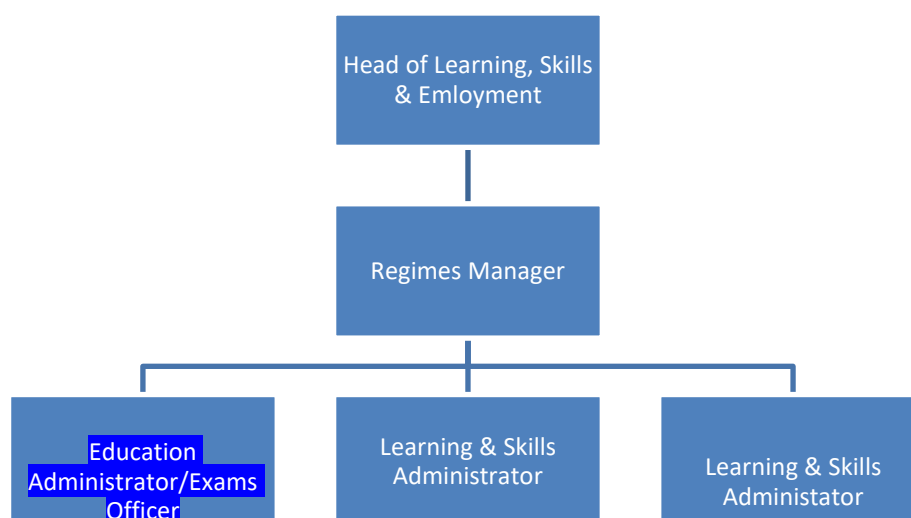 Head of Learning, Skills
& Emloyment
Regimes Manager
Education
Administrator/Exams
Officer
Learning & Skills
Administrator
Learning & Skills
Administator